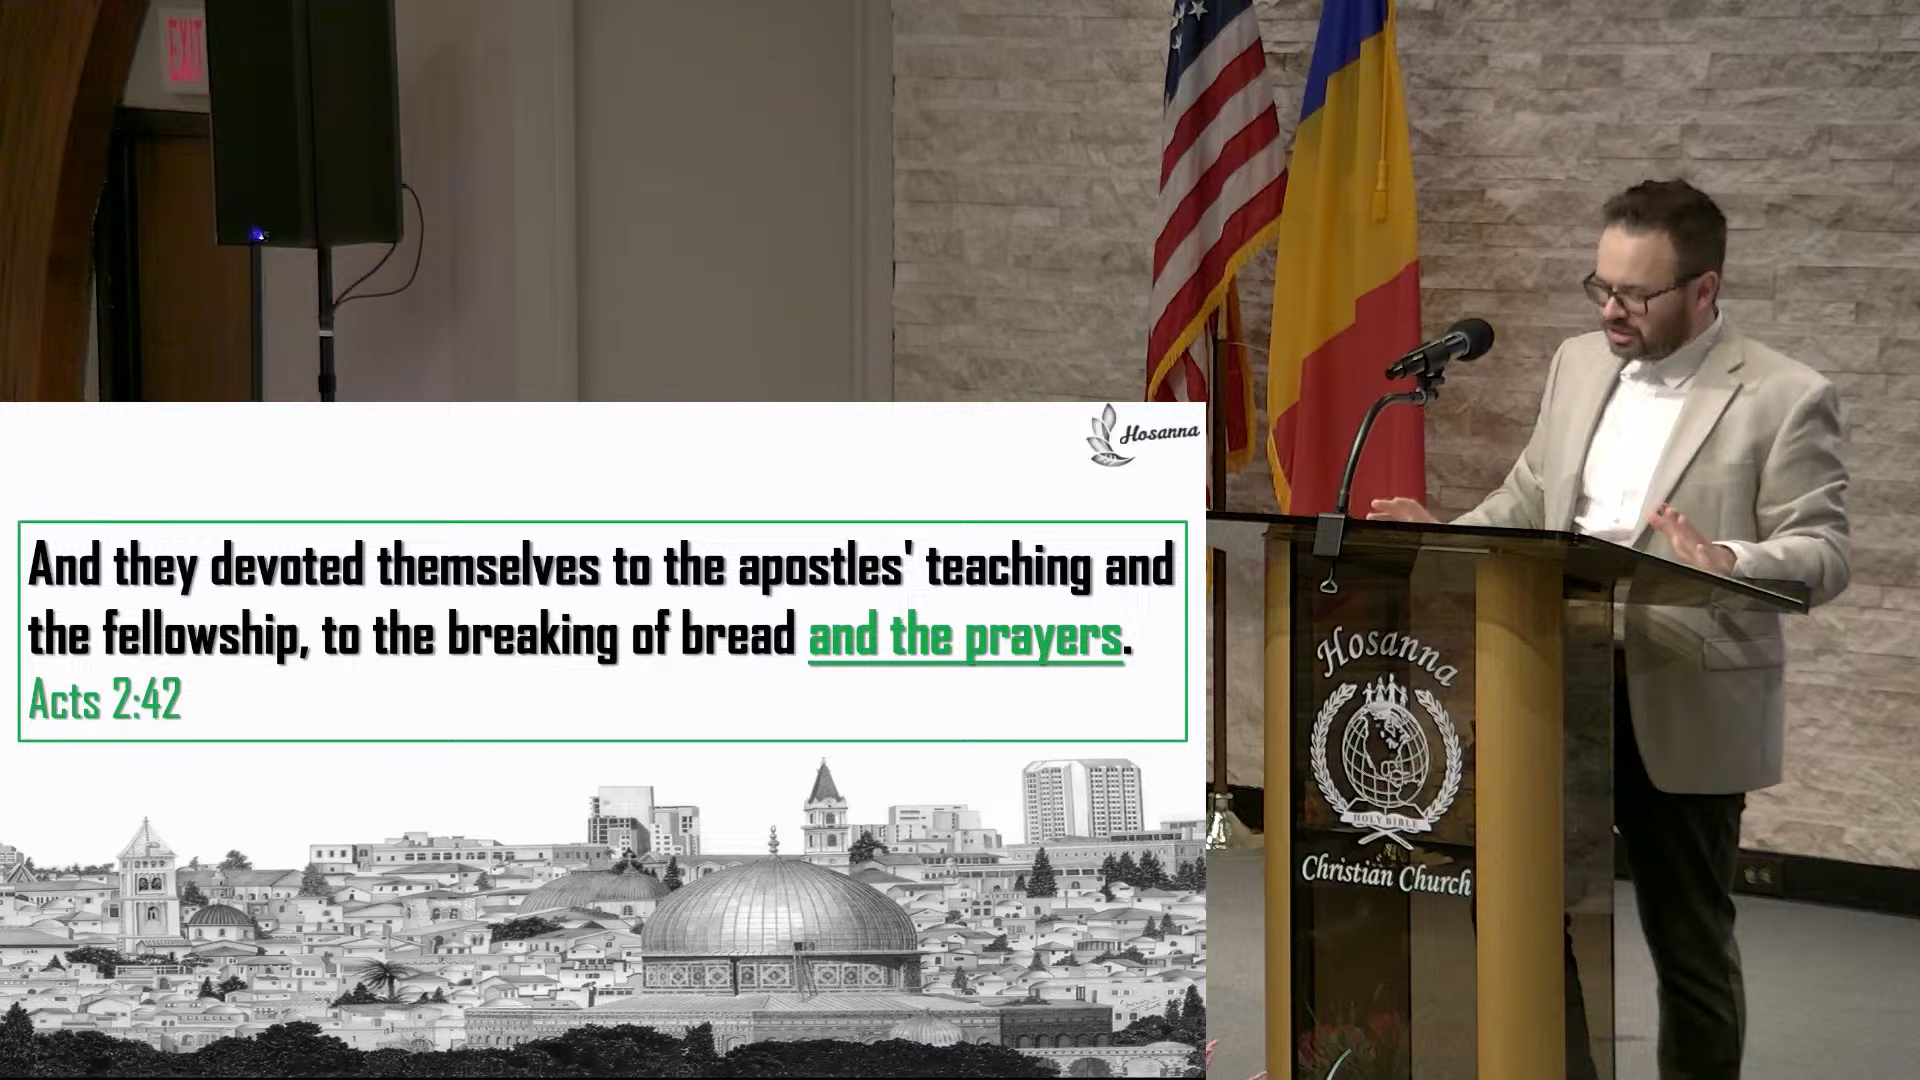 EXIT
Hosanna
And they devoted themselves to the apostles' teaching and
the fellowship, to the breaking of bread and the prayers.
Acts 2:42
Hosanna
HOLY BIBLE
Christian Church